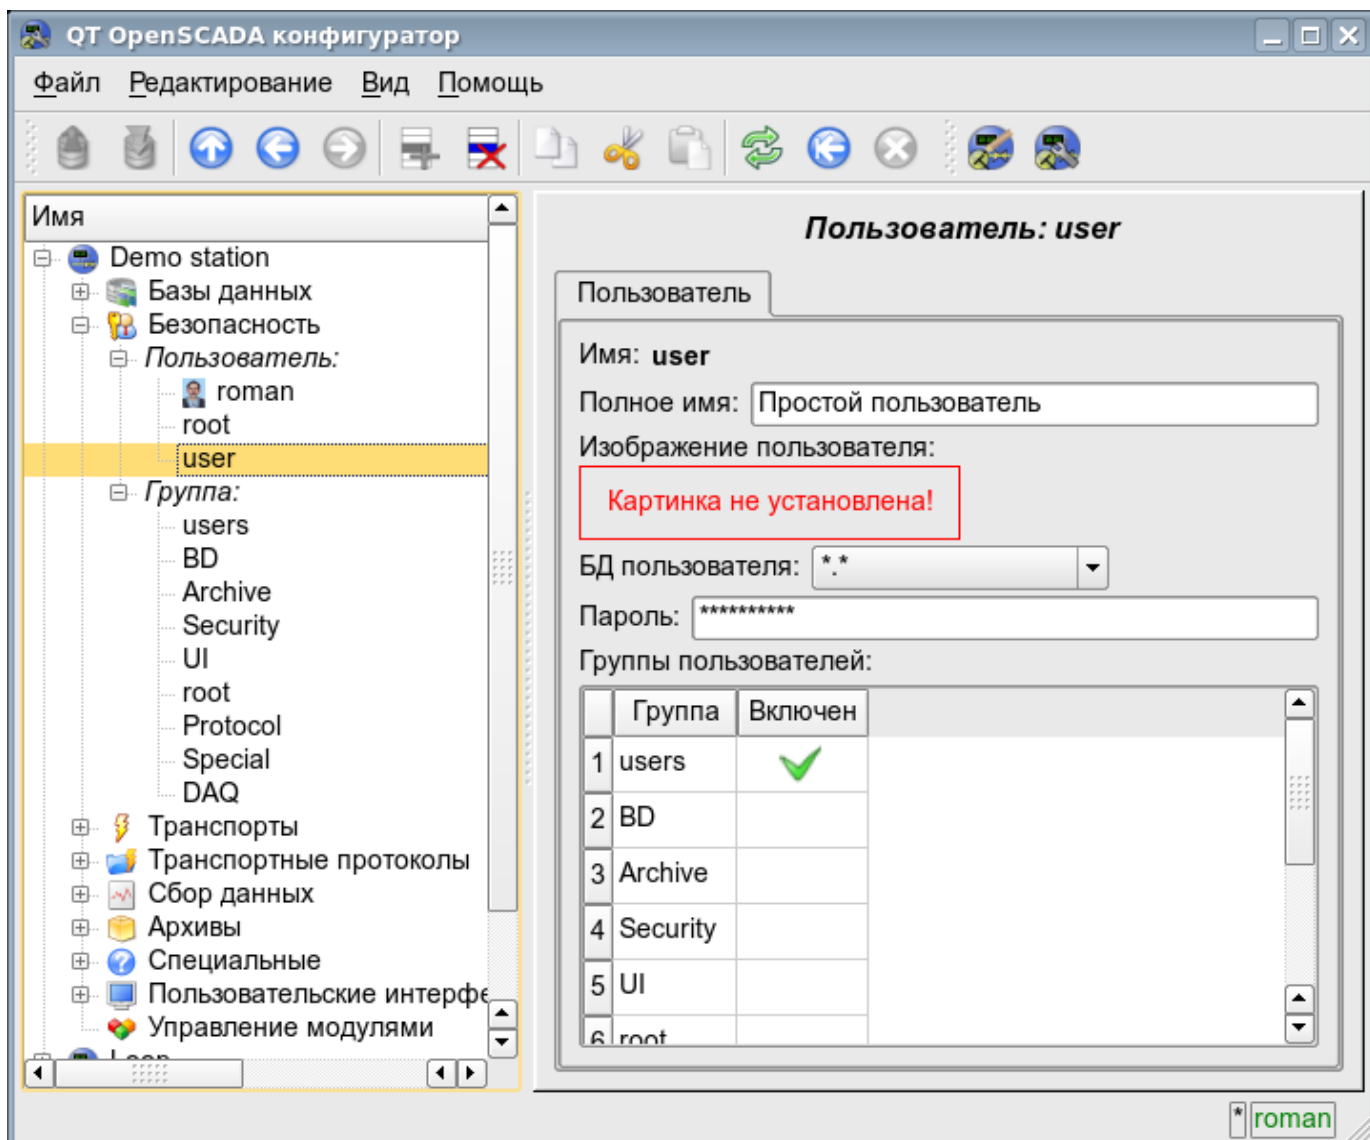 QT OpenSCADA конфигуратор
Файл Редактирование Вид Помощь
Имя
Demo station
Базы данных
Безопасность
Пользователь:
roman
root
user
Группа:
users
BD
Archive
Security
UI
root
Protocol
Special
DAQ
Транспорты
Транспортные протоколы
Сбор данных
Архивы
Специальные
Пользовательские интерфе
Управление модулями
Loop
Пользователь: user
Пользователь
Имя: user
Полное имя: Простой пользователь
Изображение пользователя:
Картинка не установлена!
БД пользователя: *.*
Пароль: **********
Группы пользователей:
Группа Включен
1 users
2 BD
3 Archive
4 Security
5 UI
6 root
* roman